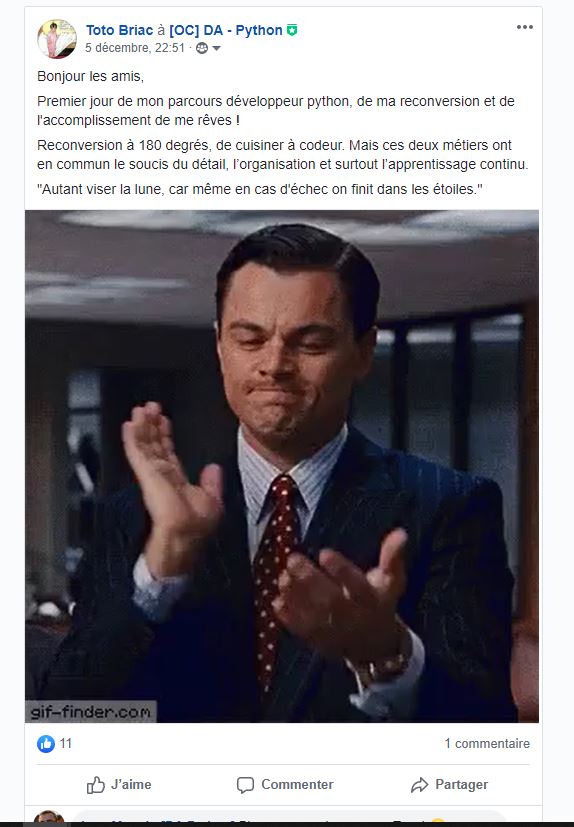 Toto Briac à [OC] DA - Python
5 décembre, 22:51 ·
Bonjour les amis,
Premier jour de mon parcours développeur python, de ma reconversion et de
l'accomplissement de me rêves !
Reconversion à 180 degrés, de cuisiner à codeur. Mais ces deux métiers ont
en commun le soucis du détail, l'organisation et surtout l'apprentissage continu.
"Autant viser la lune, car même en cas d'échec on finit dans les étoiles."
gif-finder.com
11
1 commentaire
J'aime
Commenter
Partager